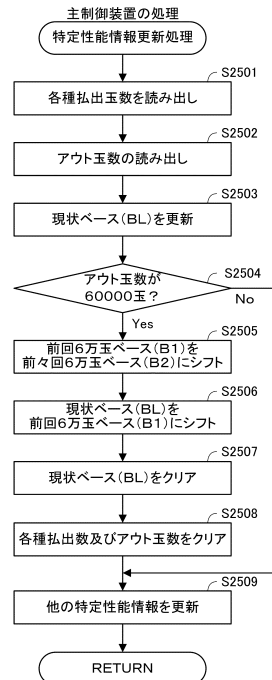 主制御装置の処理
特定性能情報更新処理
S2501
各種払出玉数を読み出し
S2502
アウト玉数の読み出し
S2503
現状ベース(BL)を更新
S2504
アウト玉数が
60000玉？
No
Yes
S2505
前回6万玉ベース(B1)を
前々回6万玉ベース(B2)にシフト
S2506
現状ベース(BL)を
前回6万玉ベース(B1)にシフト
S2507
現状ベース(BL)をクリア
S2508
各種払出数及びアウト玉数をクリア
S2509
他の特定性能情報を更新
RETURN